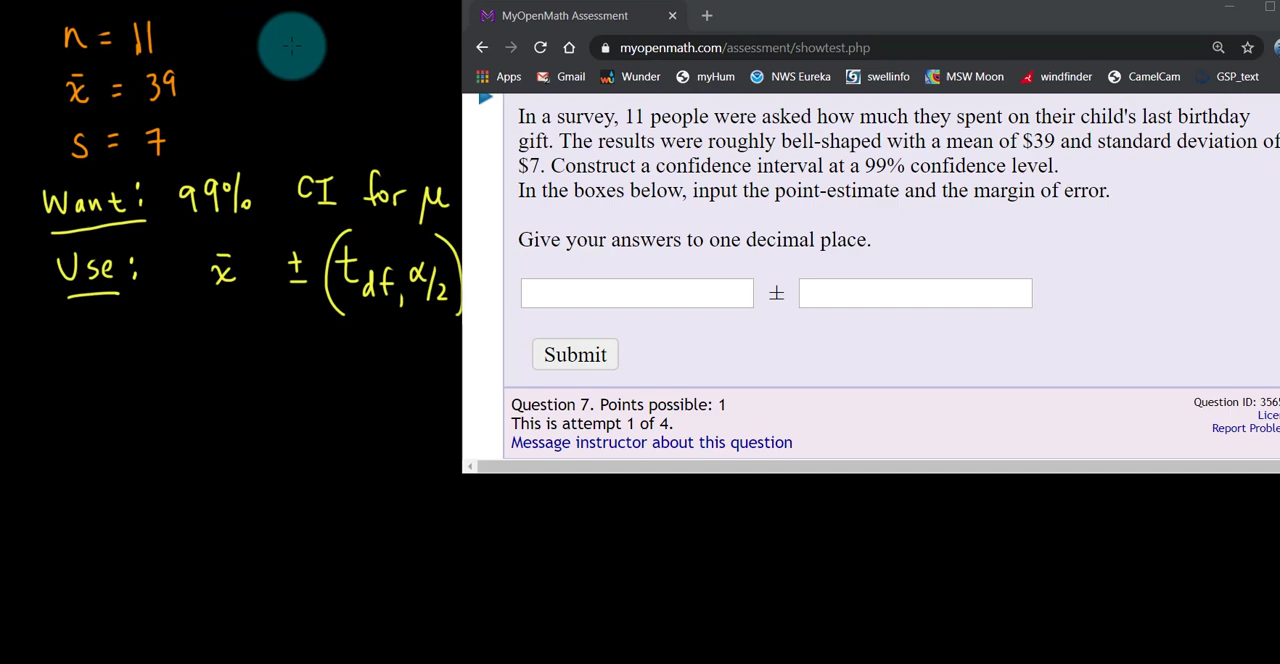 n = 11
x̄ = 39
s = 7
Want: 99% CI for μ
Use: x̄ ± (t df, α/2)
MyOpenMath Assessment
myopenmath.com/assessment/showtest.php
Apps Gmail Wunder myHum NWS Eureka swellinfo MSW Moon windfinder CamelCam GSP_text
In a survey, 11 people were asked how much they spent on their child's last birthday
gift. The results were roughly bell-shaped with a mean of $39 and standard deviation of
$7. Construct a confidence interval at a 99% confidence level.
In the boxes below, input the point-estimate and the margin of error.
Give your answers to one decimal place.
±
Submit
Question 7. Points possible: 1
This is attempt 1 of 4.
Message instructor about this question
Question ID: 356
Lice
Report Proble